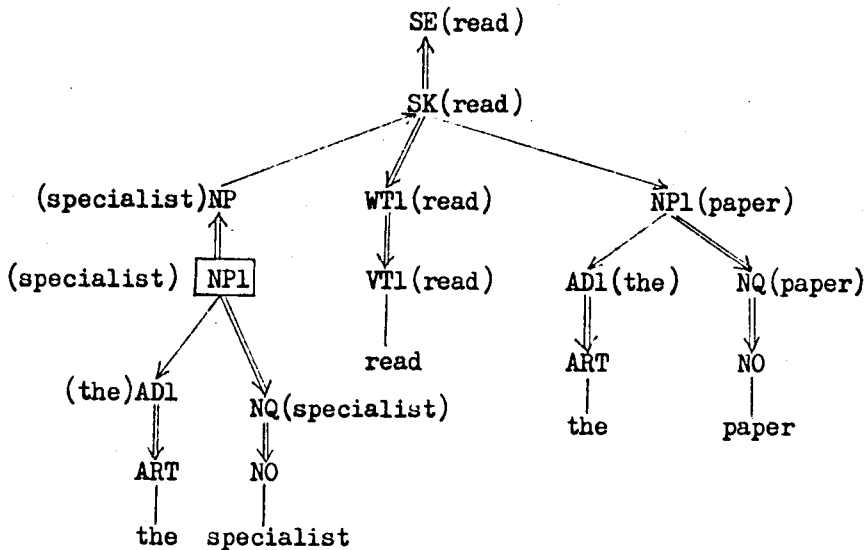 SE(read)
SK(read)
(specialist)NP WT1(read) NP1(paper)
(specialist) NP1 VT1(read) AD1(the) NQ(paper)
read ART NO
(the)AD1 NQ(specialist)
the paper
ART NO
the specialist